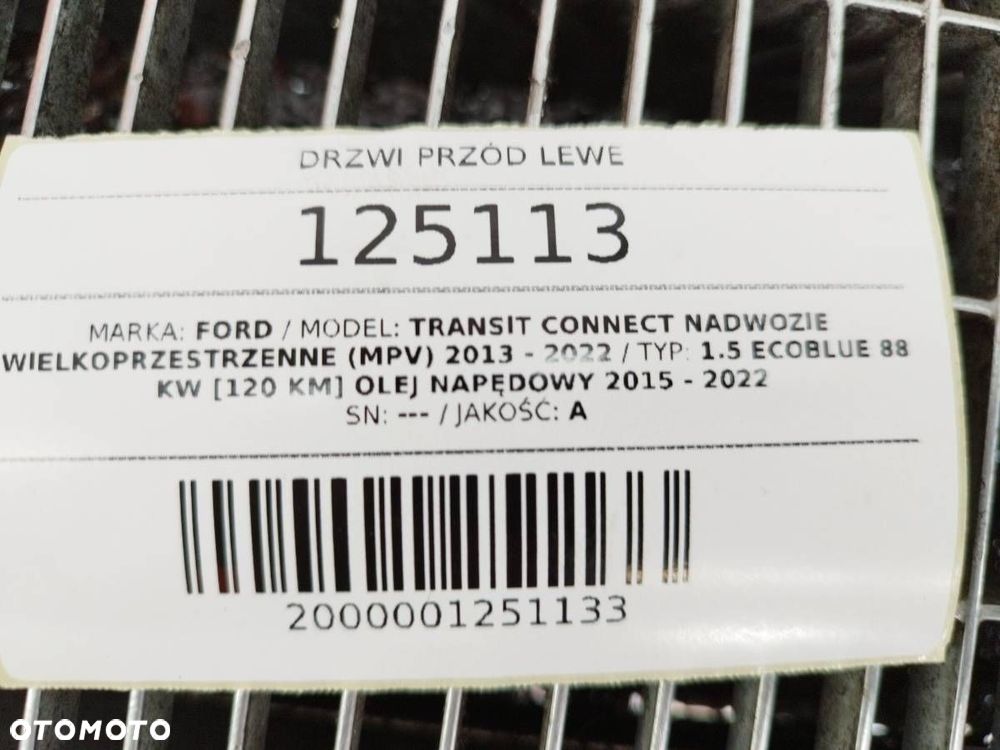 DRZWI PRZÓD LEWE
125113
MARKA: FORD / MODEL: TRANSIT CONNECT NADWOZIE
WIELKOPRZESTRZENNE (MPV) 2013 - 2022 / TYP: 1.5 ECOBLUE 88
KW [120 KM] OLEJ NAPĘDOWY 2015 - 2022
SN: --- / JAKOŚĆ: A
2000001251133
OTOMOTO